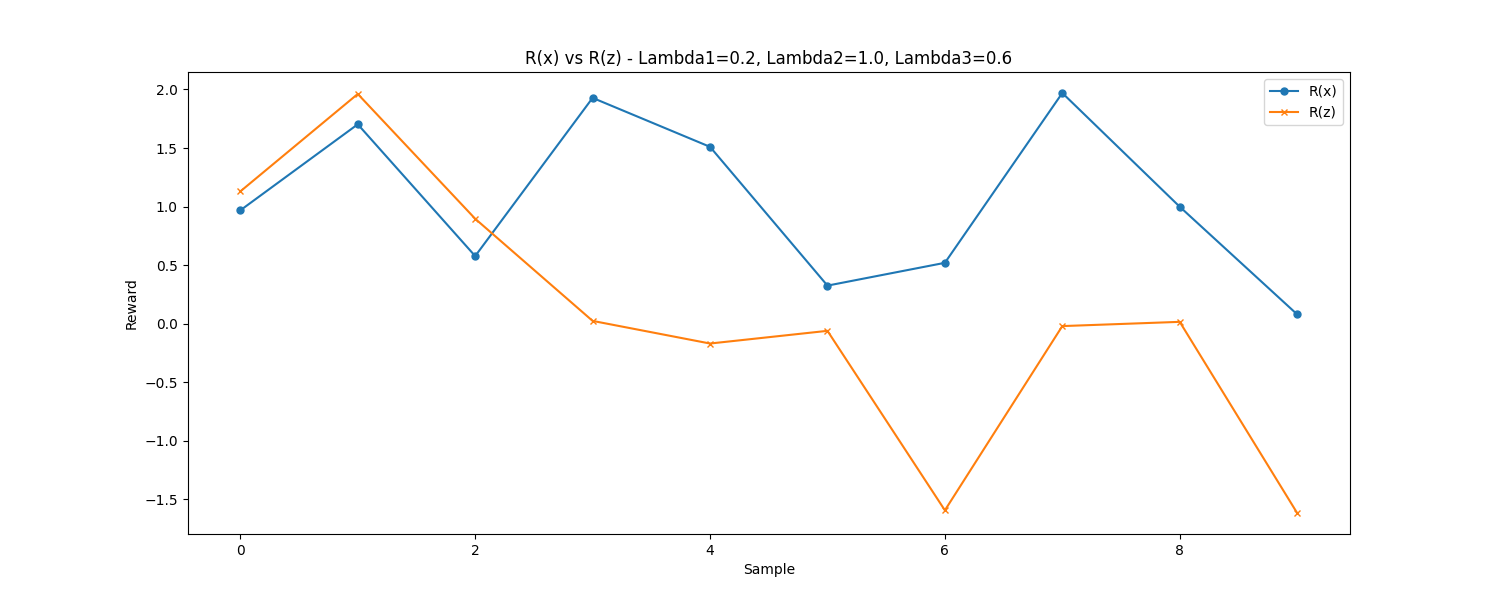 R(x) vs R(z) - Lambda1=0.2, Lambda2=1.0, Lambda3=0.6
R(x)
R(z)
Reward
2.0
1.5
1.0
0.5
0.0
−0.5
−1.0
−1.5
0 2 4 6 8
Sample